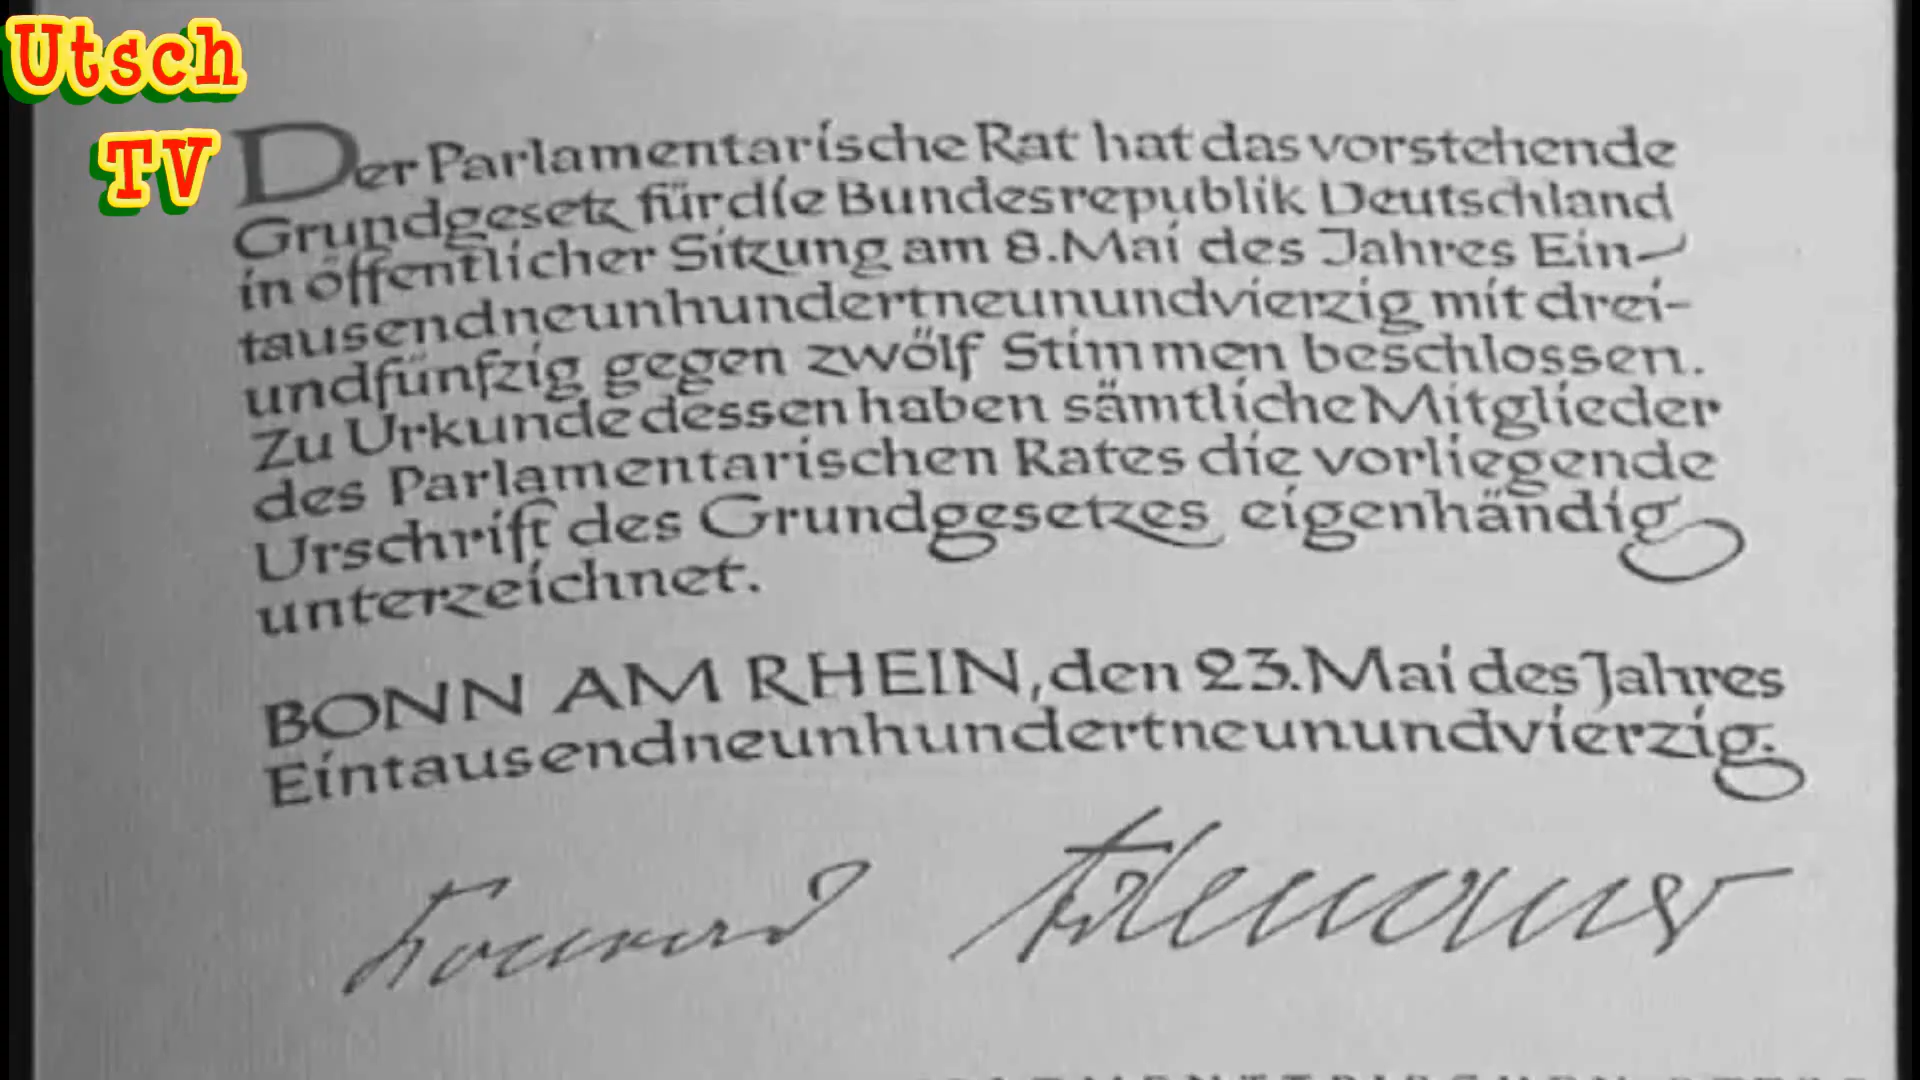 Utsch
TV
Der Parlamentarische Rat hat das vorstehende
Grundgesetz für die Bundesrepublik Deutschland
in öffentlicher Sitzung am 8. Mai des Jahres Ein-
tausendneunhundertneunundvierzig mit drei-
undfünfzig gegen zwölf Stimmen beschlossen.
Zu Urkunde dessen haben sämtliche Mitglieder
des Parlamentarischen Rates die vorliegende
Urschrift des Grundgesetzes eigenhändig
unterzeichnet.
BONN AM RHEIN, den 23. Mai des Jahres
Eintausendneunhundertneunundvierzig.
Konrad Adenauer